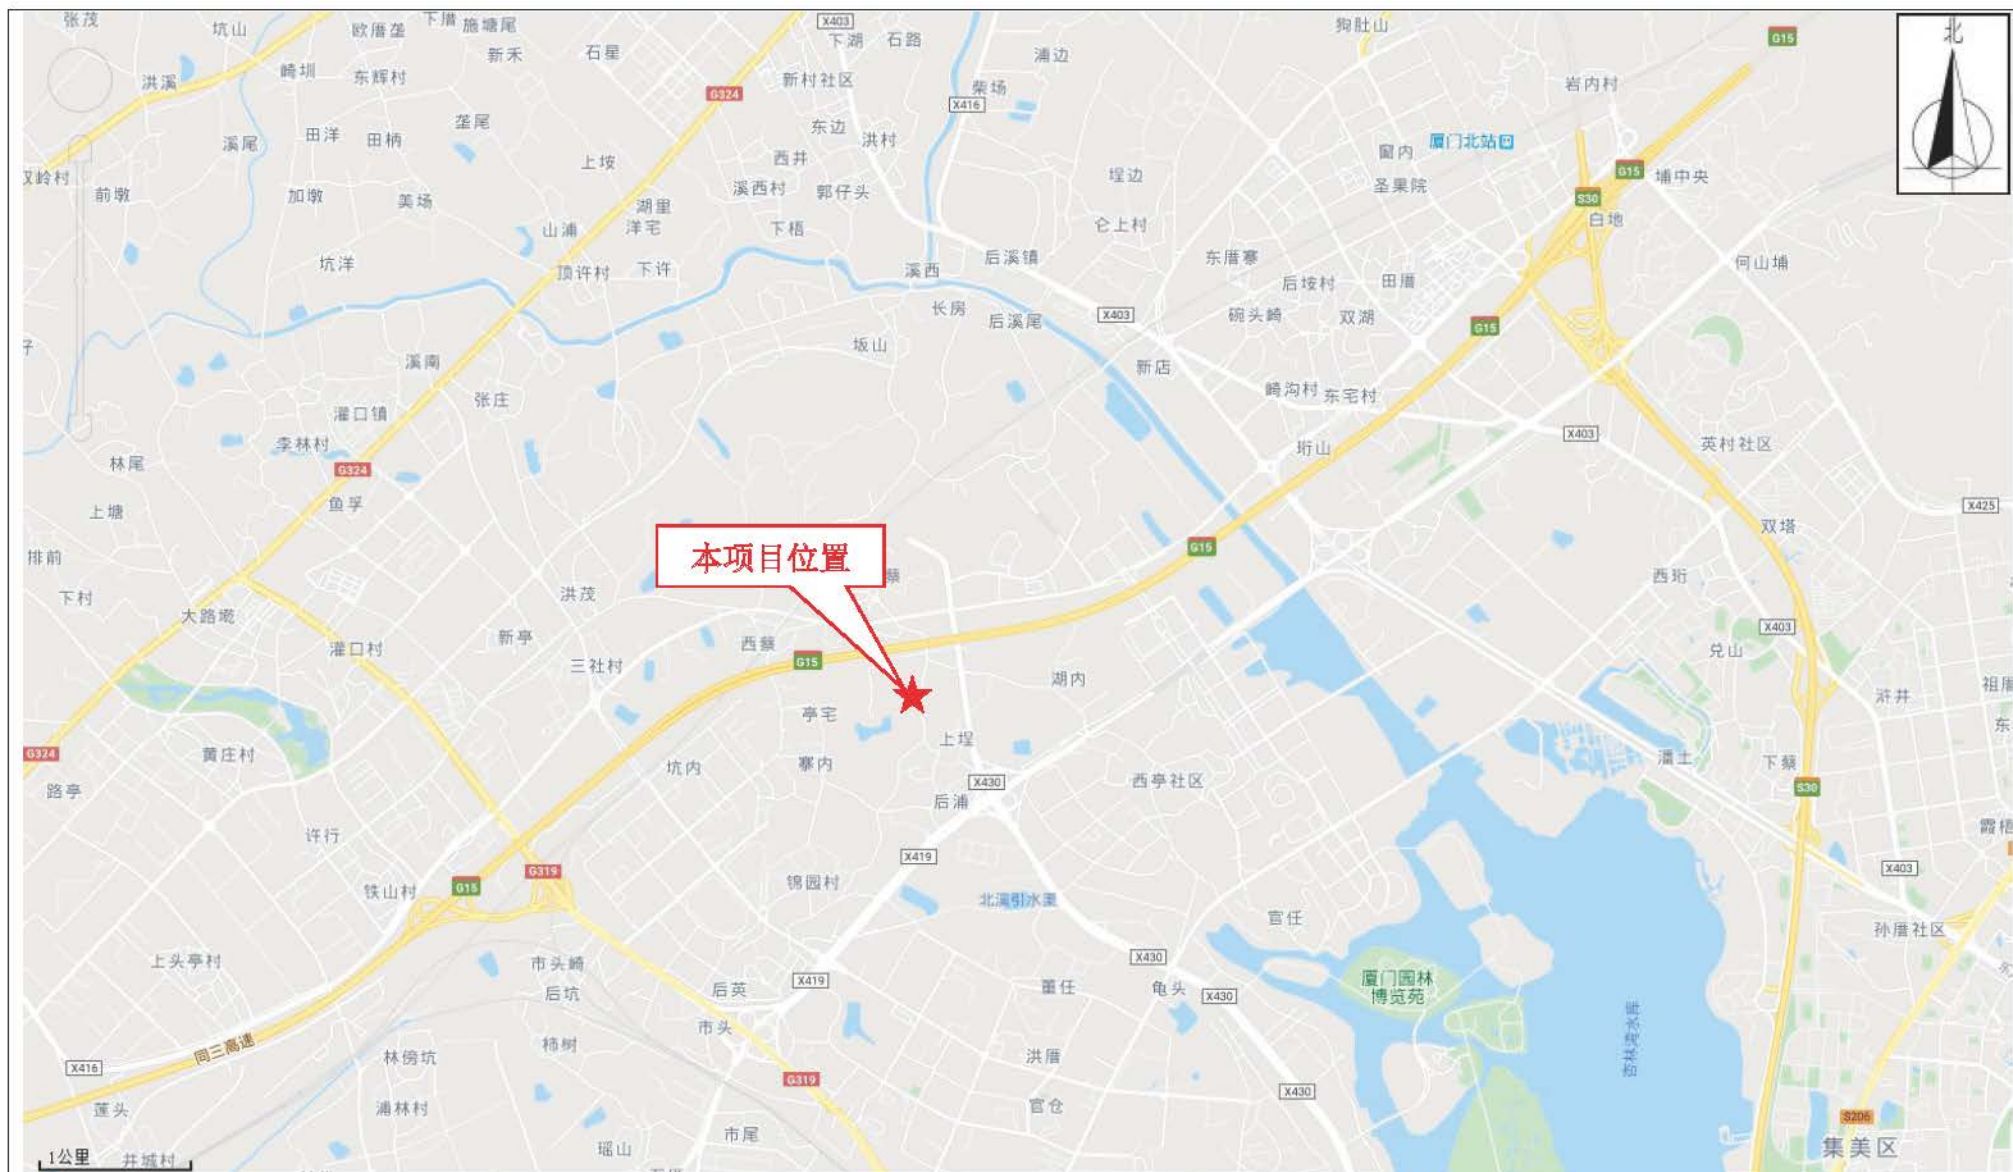 张茂
坑山
欧厝垄
下厝
施塘尾
X403
下湖
石路
狗肚山
G15
北
新禾
石星
浦边
洪溪
崎圳
东辉村
新村社区
柴场
岩内村
G324
X416
垄尾
东边
洪村
厦门北站
溪尾
田洋
田柄
上垵
西井
窗内
前墩
加墩
美场
溪西村
郭仔头
埕边
圣果院
G15
埔中央
S30
湖里
洋宅
山浦
下梧
仑上村
白地
坑洋
顶许村
下许
溪西
后溪镇
东厝寨
后垵村
田厝
何山埔
长房
后溪尾
X403
碗头崎
双湖
G15
坂山
溪南
新店
崎沟村
东宅村
灌口镇
张庄
李林村
X403
英村社区
珩山
林尾
G324
鱼孚
上塘
X425
双塔
排前
本项目位置
蔡
G15
西珩
下村
洪茂
大路墘
新亭
西蔡
X403
灌口村
三社村
G15
湖内
兑山
浒井
亭宅
上埕
G324
黄庄村
坑内
寨内
潘土
下蔡
路亭
X430
西亭社区
S30
后浦
许行
X419
G319
铁山村
G15
锦园村
北溪引水渠
X403
官任
孙厝社区
上头亭村
市头崎
X430
厦门园林
博览苑
后坑
后英
X419
董任
龟头
X430
市头
杏林湾水库
同三高速
林傍坑
柿树
洪厝
X416
G319
X430
莲头
浦林村
官仓
S206
1公里
井城村
瑶山
市尾
集美区